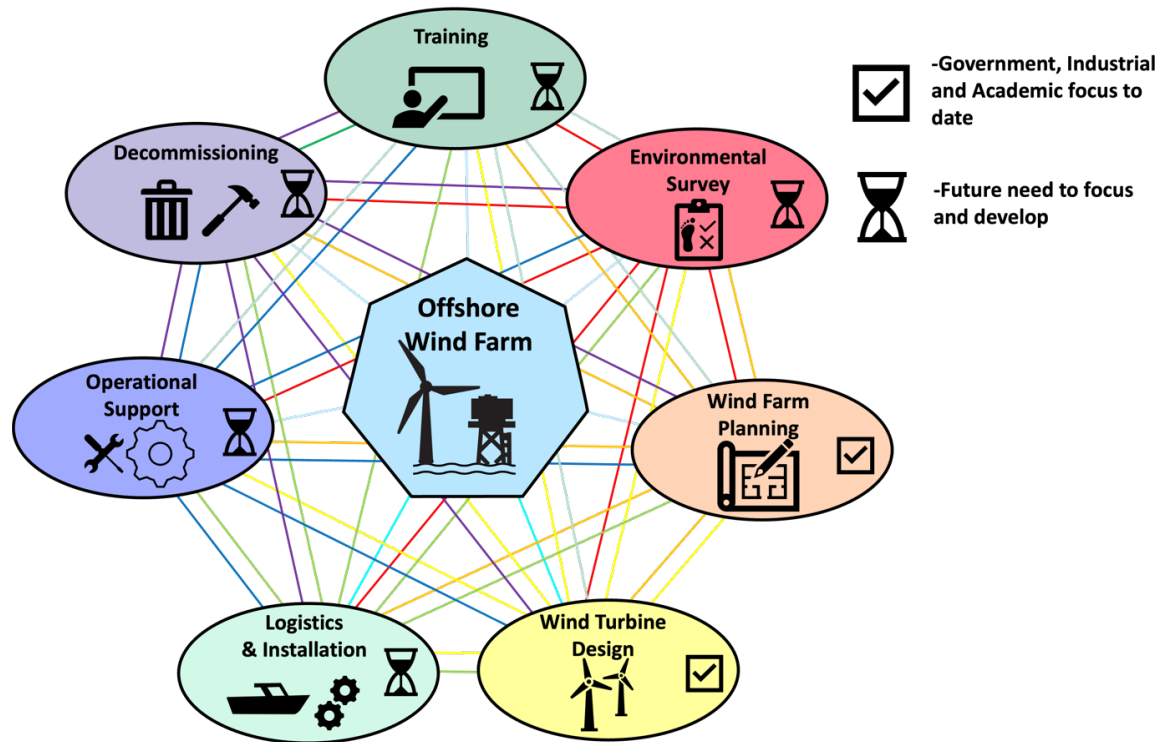 Training
Decommissioning
Environmental
Survey
Offshore
Wind Farm
Operational
Support
Wind Farm
Planning
Logistics
& Installation
Wind Turbine
Design
-Government, Industrial
and Academic focus to
date
-Future need to focus
and develop